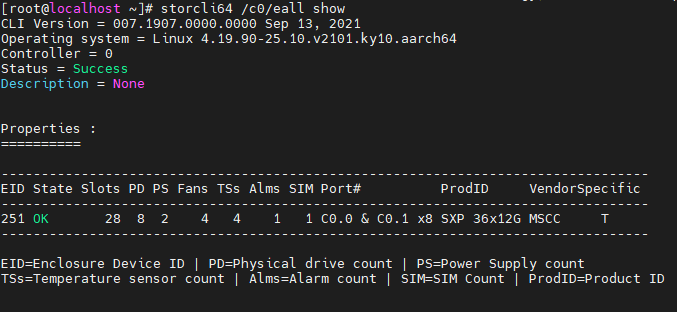 [root@localhost ~]# storcli64 /c0/eall show
CLI Version = 007.1907.0000.0000 Sep 13, 2021
Operating system = Linux 4.19.90-25.10.v2101.ky10.aarch64
Controller = 0
Status = Success
Description = None
Properties :
==========
--------------------------------------------------------------------------------
EID State Slots PD PS Fans TSs Alms SIM Port# ProdID VendorSpecific
--------------------------------------------------------------------------------
251 OK 28 8 2 4 4 1 1 C0.0 & C0.1 x8 SXP 36x12G MSCC T
--------------------------------------------------------------------------------
EID=Enclosure Device ID | PD=Physical drive count | PS=Power Supply count
TSs=Temperature sensor count | Alms=Alarm count | SIM=SIM Count | ProdID=Product ID